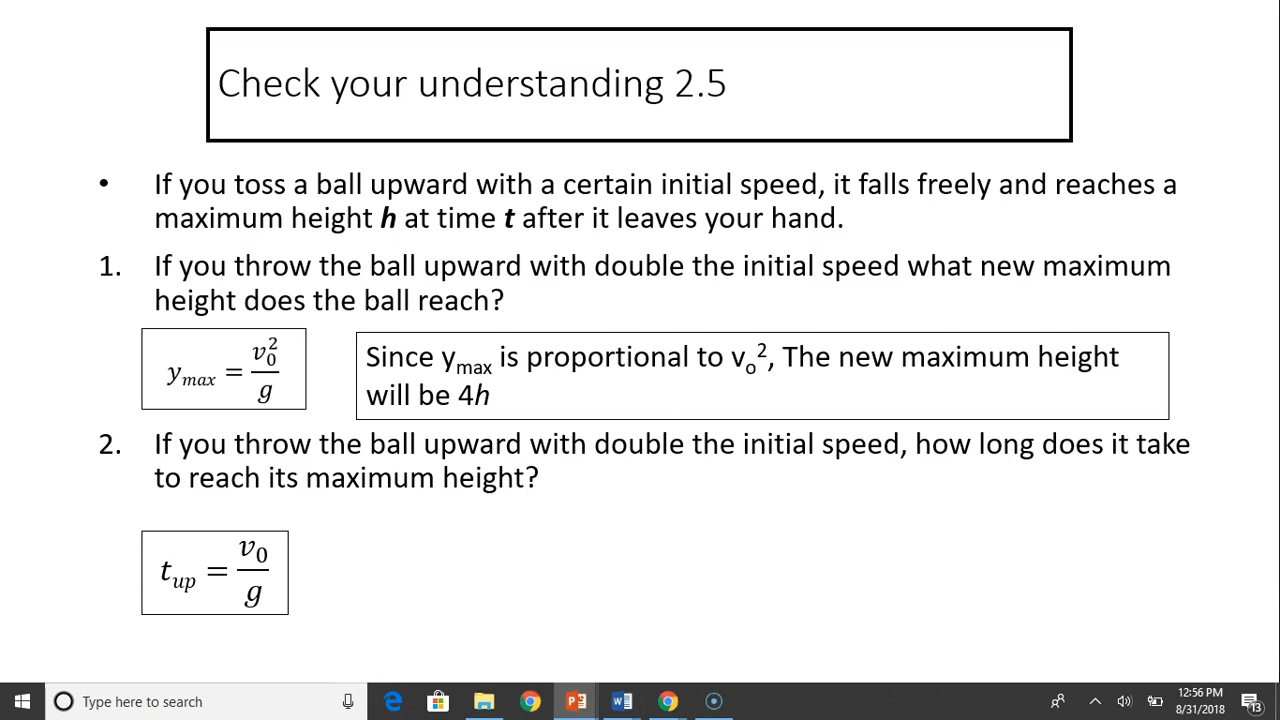 Check your understanding 2.5
• If you toss a ball upward with a certain initial speed, it falls freely and reaches a
maximum height h at time t after it leaves your hand.
1. If you throw the ball upward with double the initial speed what new maximum
height does the ball reach?
y_max = v_0^2 / g
Since y_max is proportional to v_o^2, The new maximum height
will be 4h
2. If you throw the ball upward with double the initial speed, how long does it take
to reach its maximum height?
t_up = v_0 / g
Type here to search
12:56 PM
8/31/2018
13